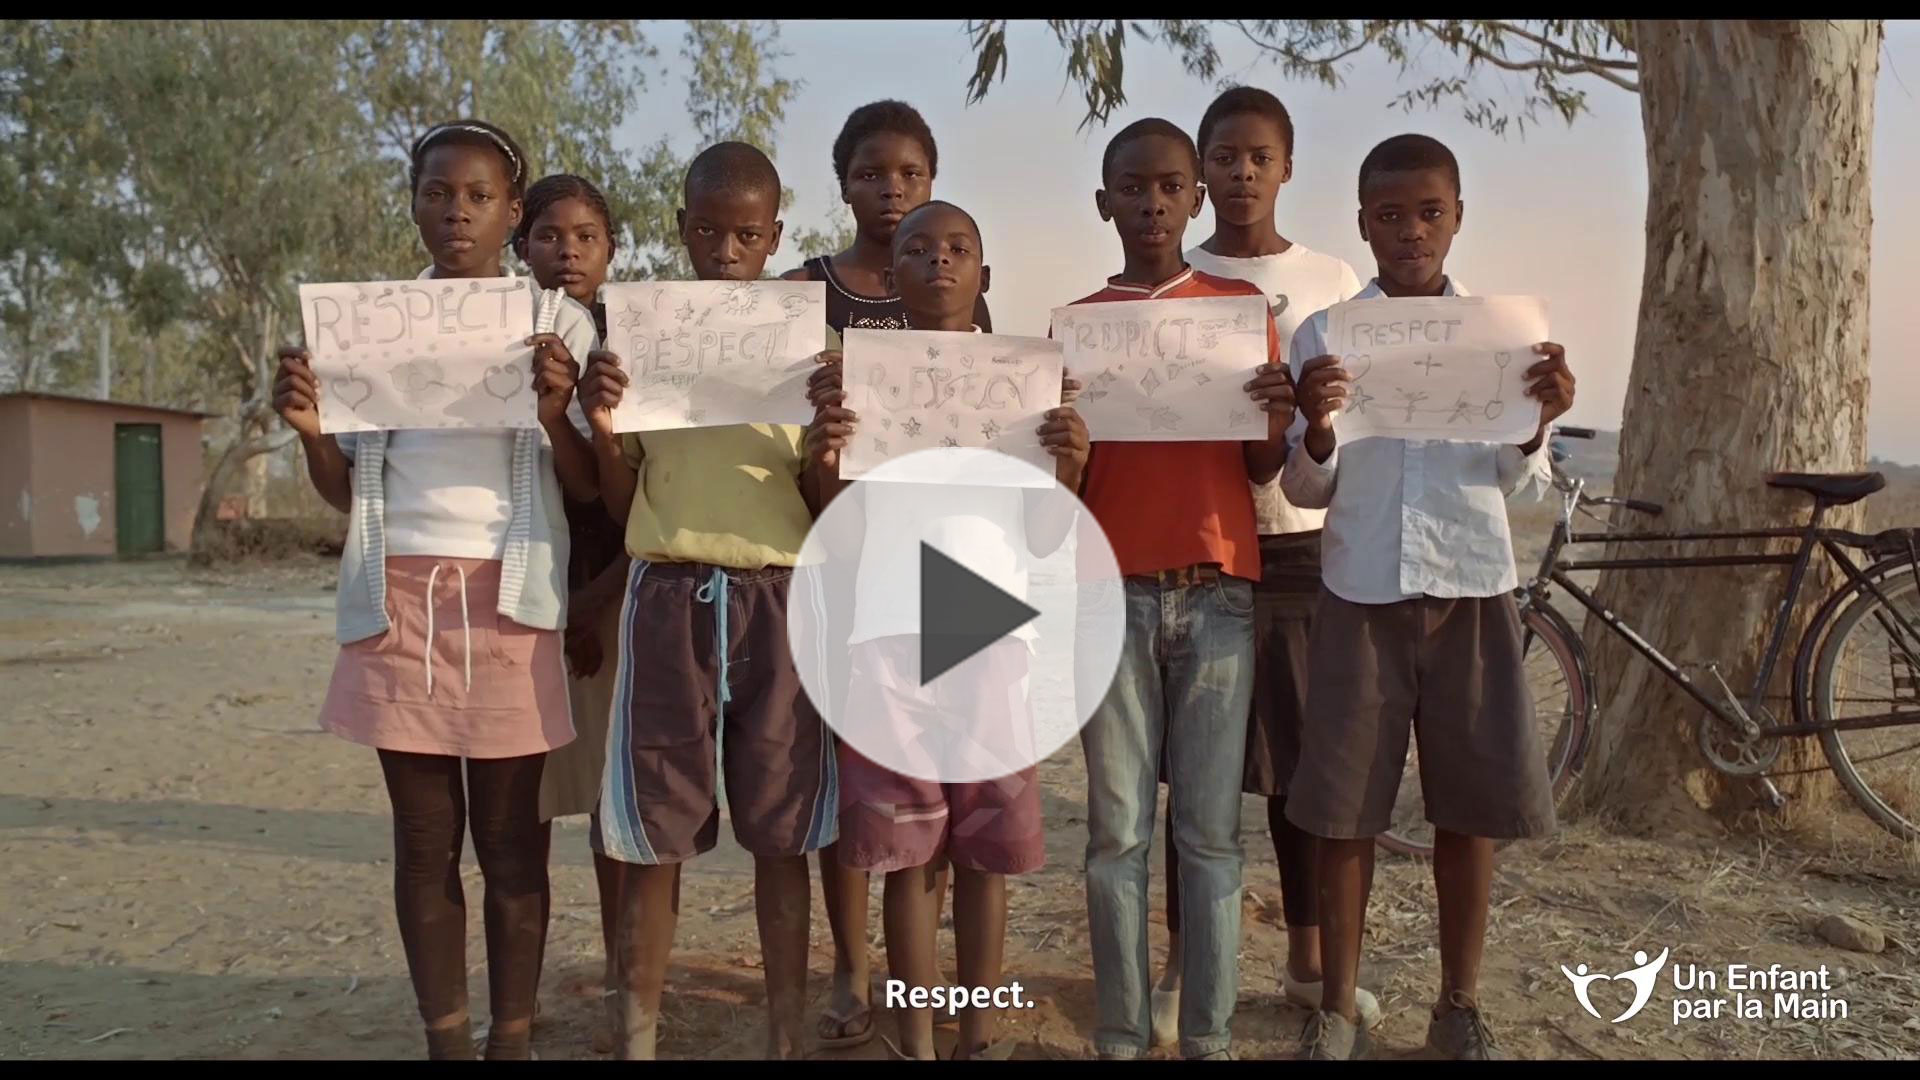 RESPECT
RESPECT
RESPECT
RESPECT
RESPCT
Respect.
Un Enfant
par la Main